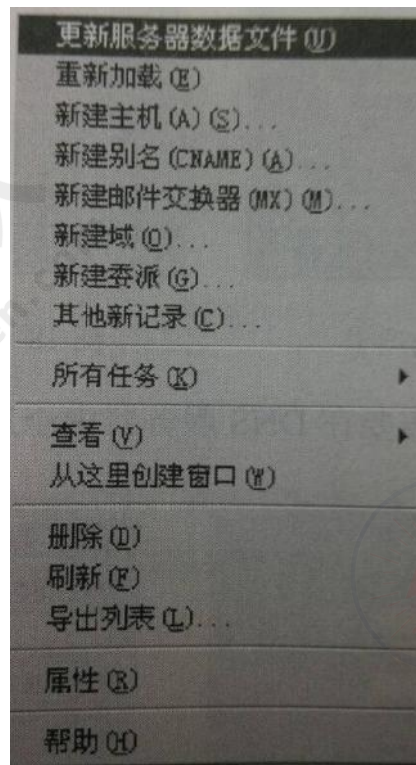 更新服务器数据文件(U)
重新加载(E)
新建主机(A)(S)...
新建别名(CNAME)(A)...
新建邮件交换器(MX)(M)...
新建域(O)...
新建委派(G)...
其他新记录(C)...
所有任务(K)
查看(V)
从这里创建窗口(W)
删除(D)
刷新(F)
导出列表(L)...
属性(R)
帮助(H)